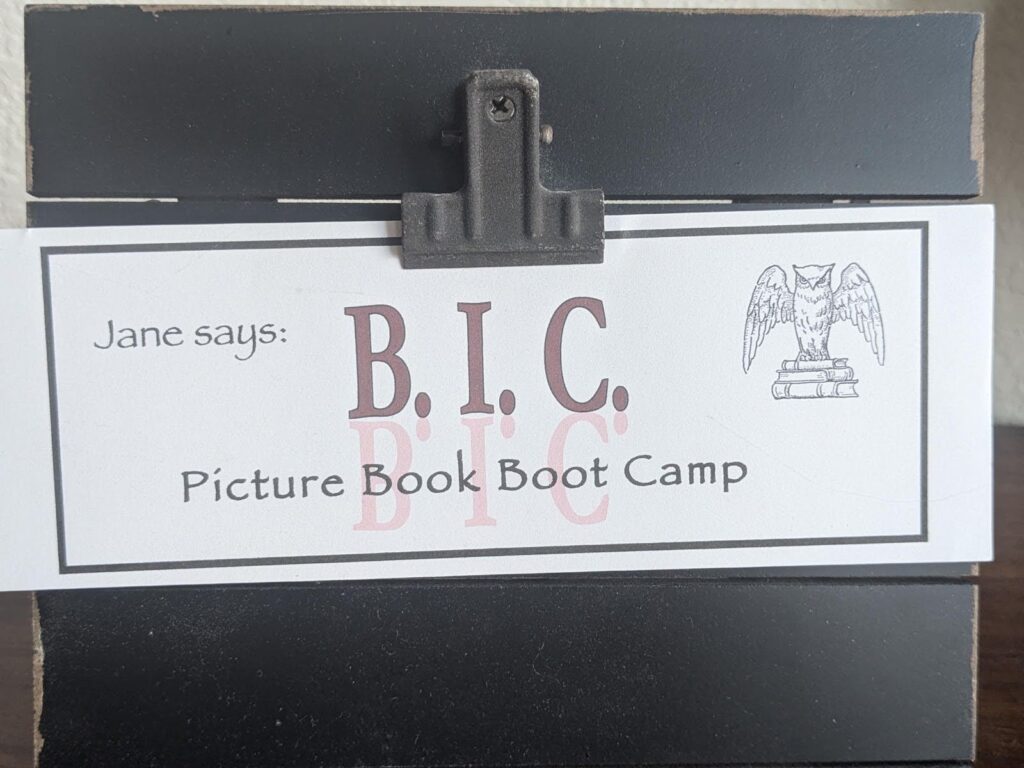 Jane says:
B. I. C.
Picture Book Boot Camp